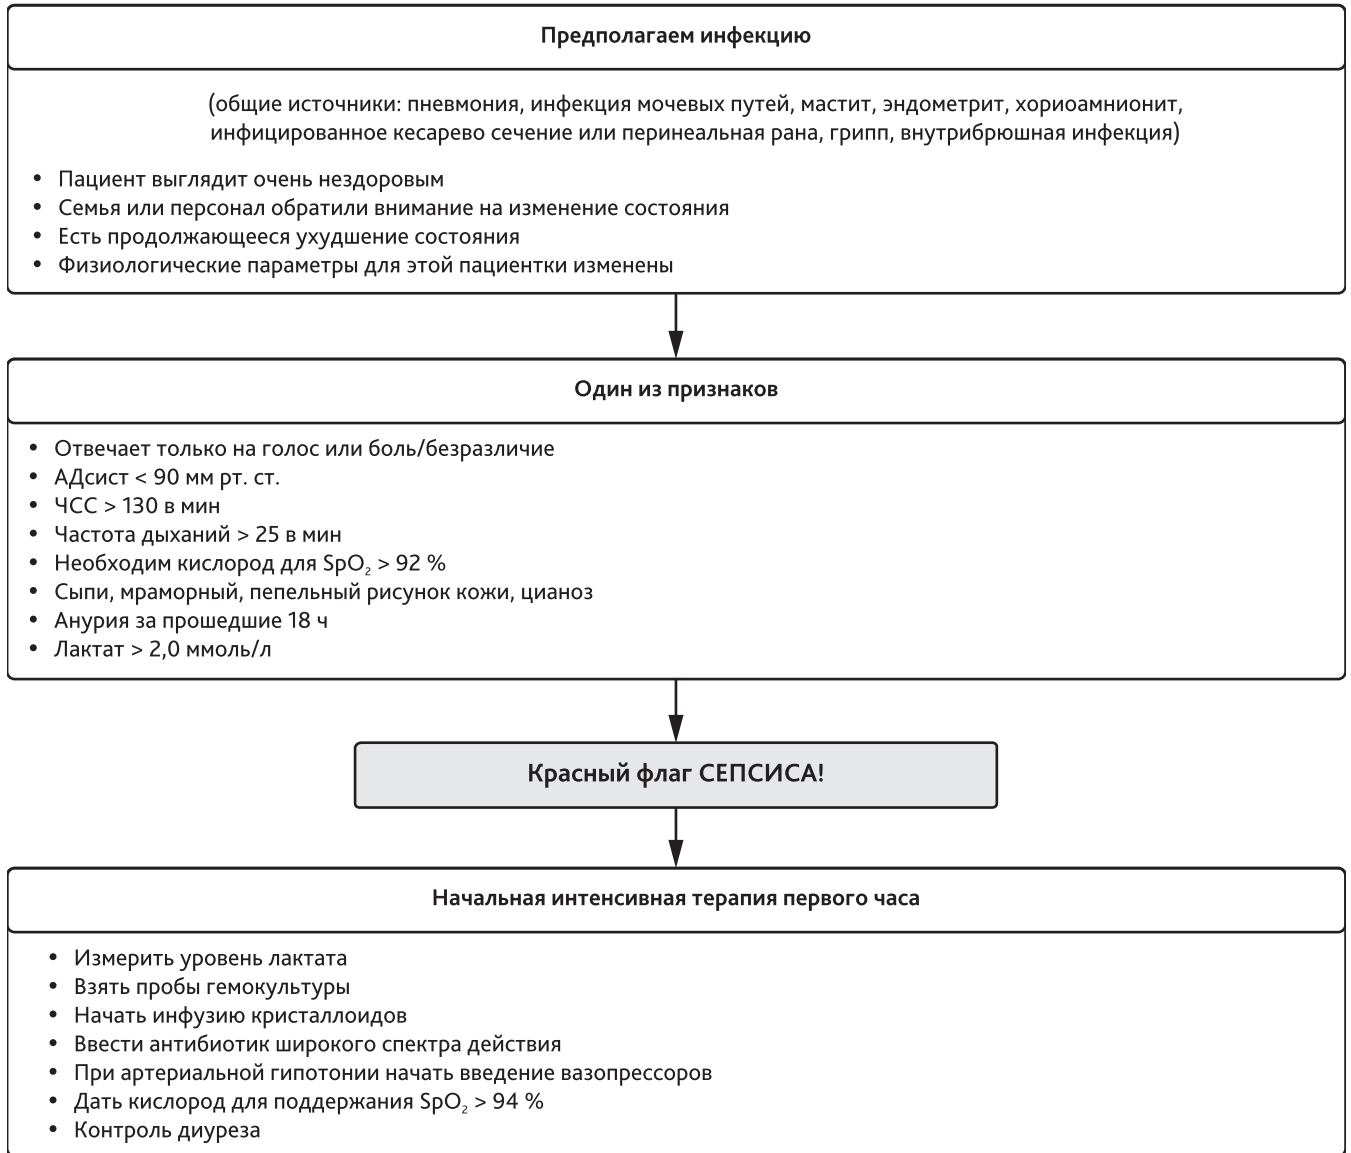 Предполагаем инфекцию
(общие источники: пневмония, инфекция мочевых путей, мастит, эндометрит, хориоамнионит,
инфицированное кесарево сечение или перинеальная рана, грипп, внутрибрюшная инфекция)
• Пациент выглядит очень нездоровым
• Семья или персонал обратили внимание на изменение состояния
• Есть продолжающееся ухудшение состояния
• Физиологические параметры для этой пациентки изменены
Один из признаков
• Отвечает только на голос или боль/безразличие
• АДсист < 90 мм рт. ст.
• ЧСС > 130 в мин
• Частота дыханий > 25 в мин
• Необходим кислород для SpO₂ > 92 %
• Сыпи, мраморный, пепельный рисунок кожи, цианоз
• Анурия за прошедшие 18 ч
• Лактат > 2,0 ммоль/л
Красный флаг СЕПСИСА!
Начальная интенсивная терапия первого часа
• Измерить уровень лактата
• Взять пробы гемокультуры
• Начать инфузию кристаллоидов
• Ввести антибиотик широкого спектра действия
• При артериальной гипотонии начать введение вазопрессоров
• Дать кислород для поддержания SpO₂ > 94 %
• Контроль диуреза